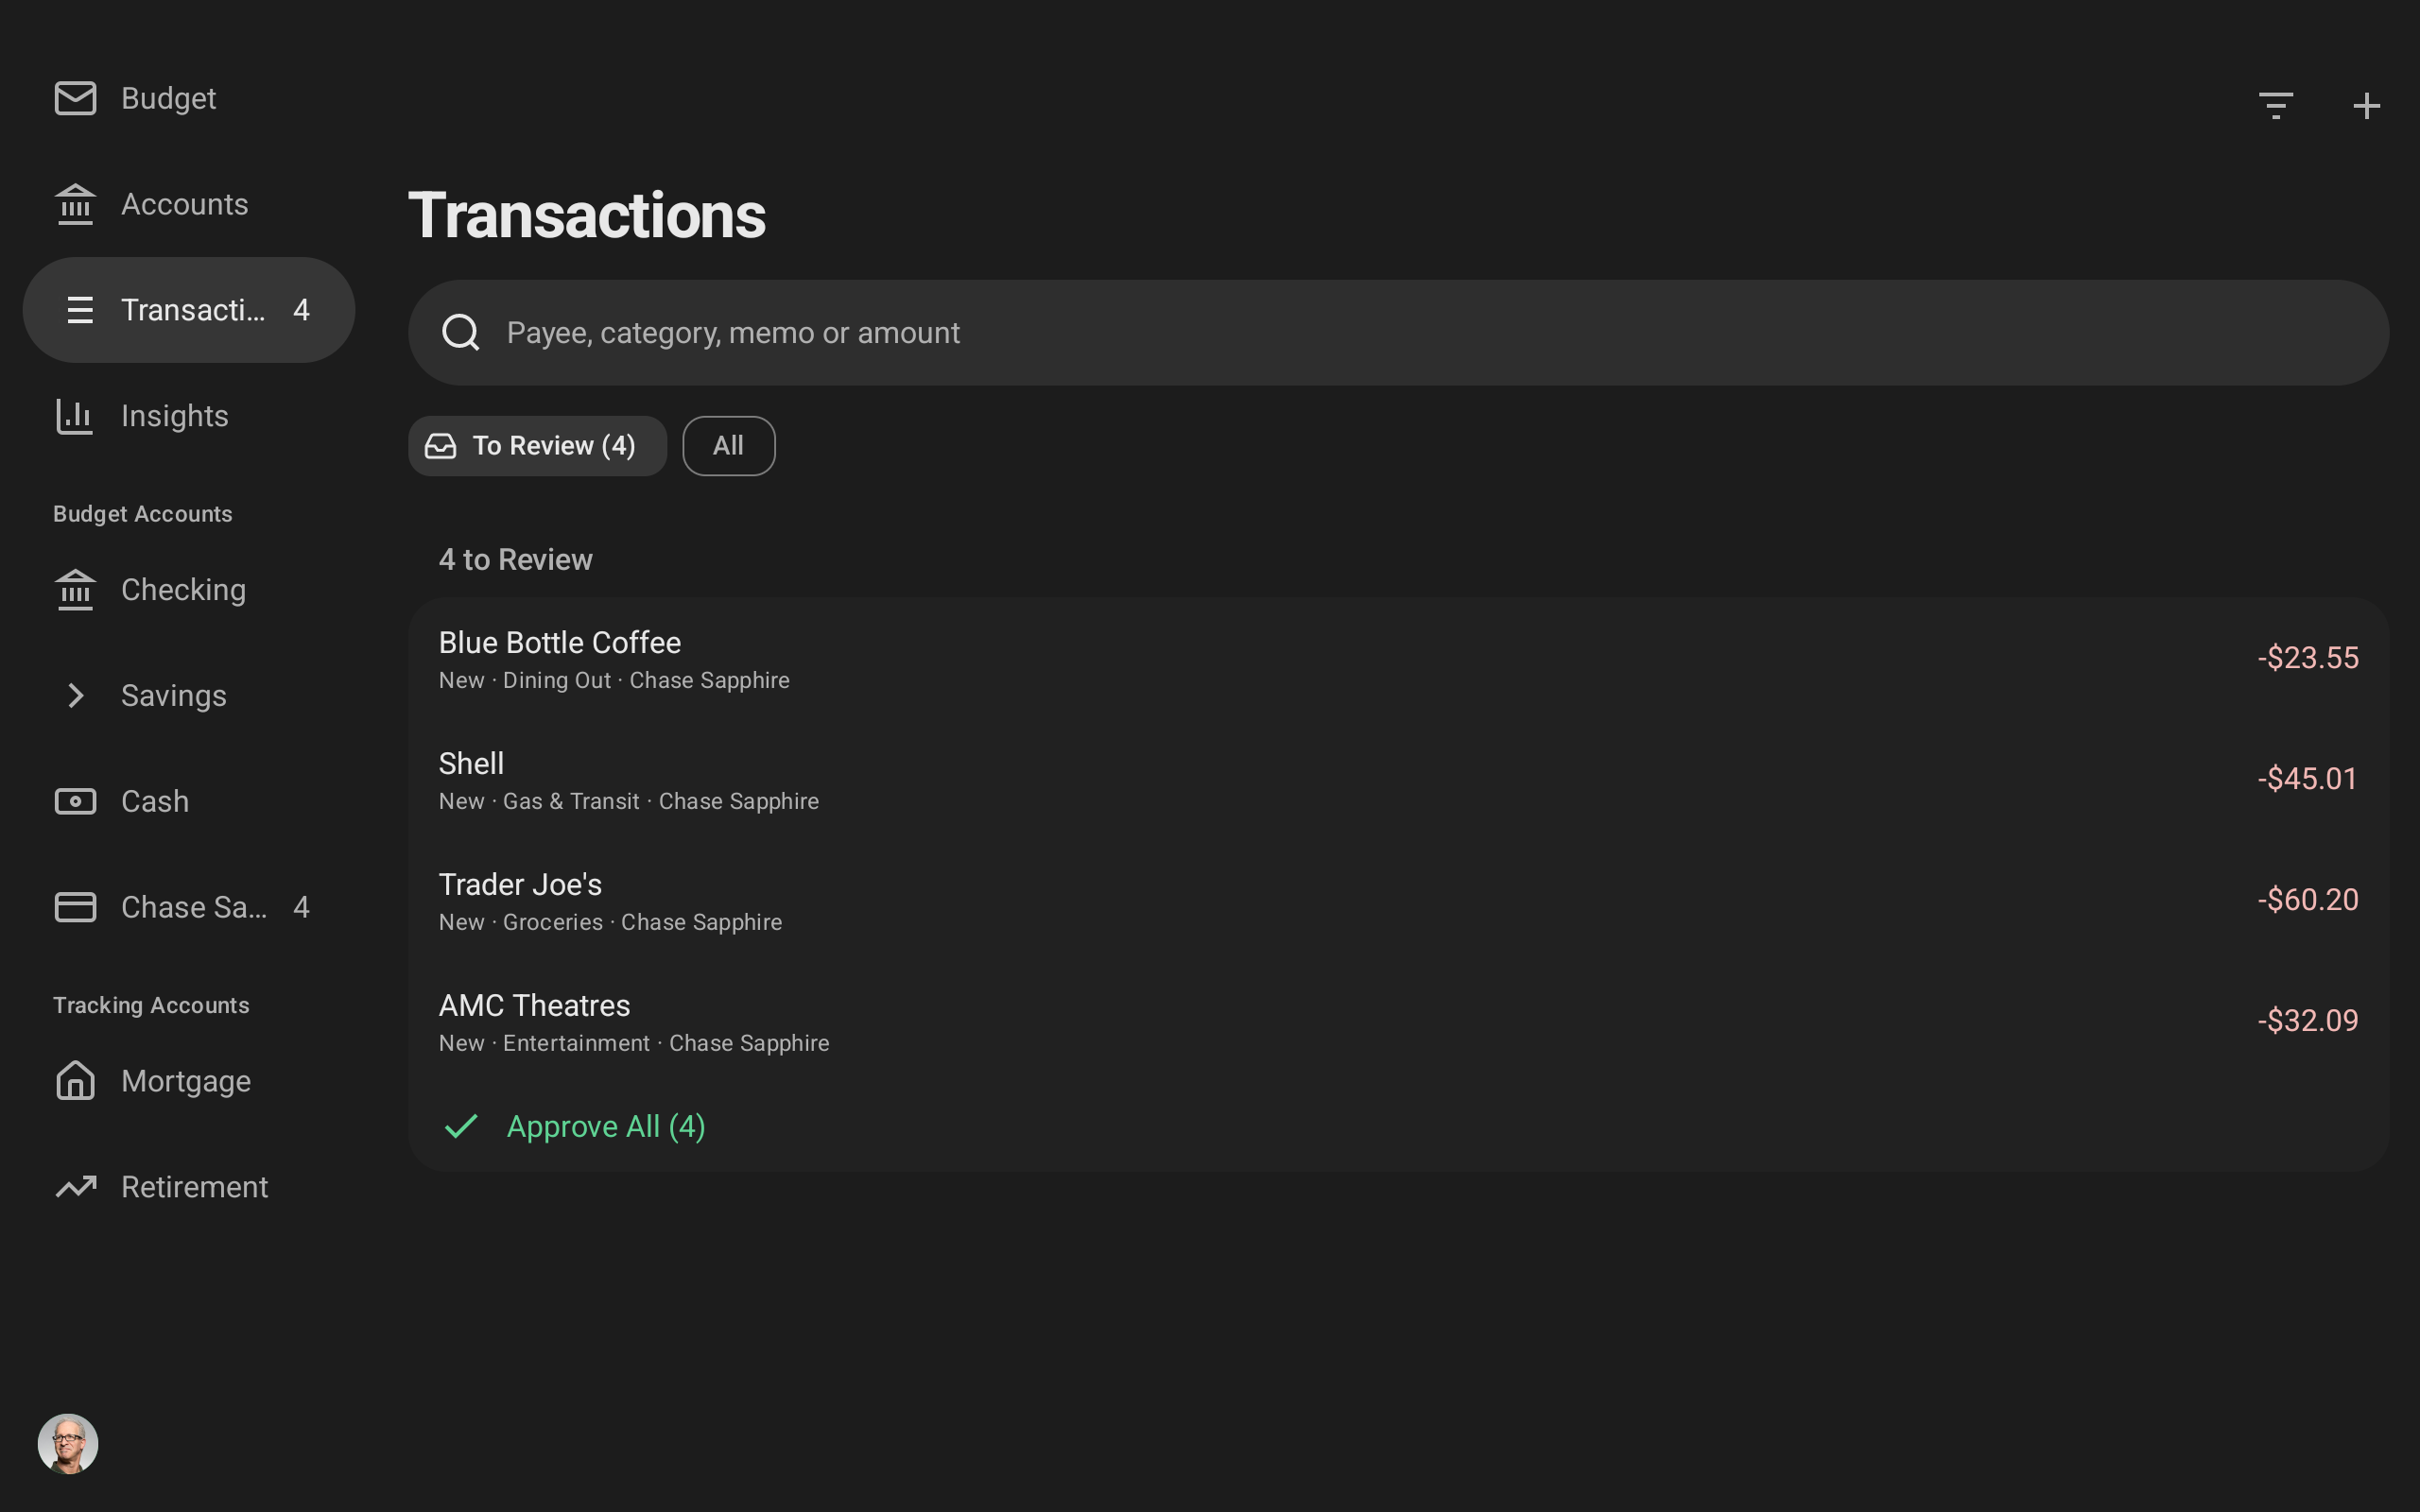 Budget
Accounts
Transacti... 4
Insights
Budget Accounts
Checking
Savings
Cash
Chase Sa... 4
Tracking Accounts
Mortgage
Retirement
Transactions
Payee, category, memo or amount
To Review (4)
All
4 to Review
Blue Bottle Coffee
New · Dining Out · Chase Sapphire
-$23.55
Shell
New · Gas & Transit · Chase Sapphire
-$45.01
Trader Joe's
New · Groceries · Chase Sapphire
-$60.20
AMC Theatres
New · Entertainment · Chase Sapphire
-$32.09
Approve All (4)